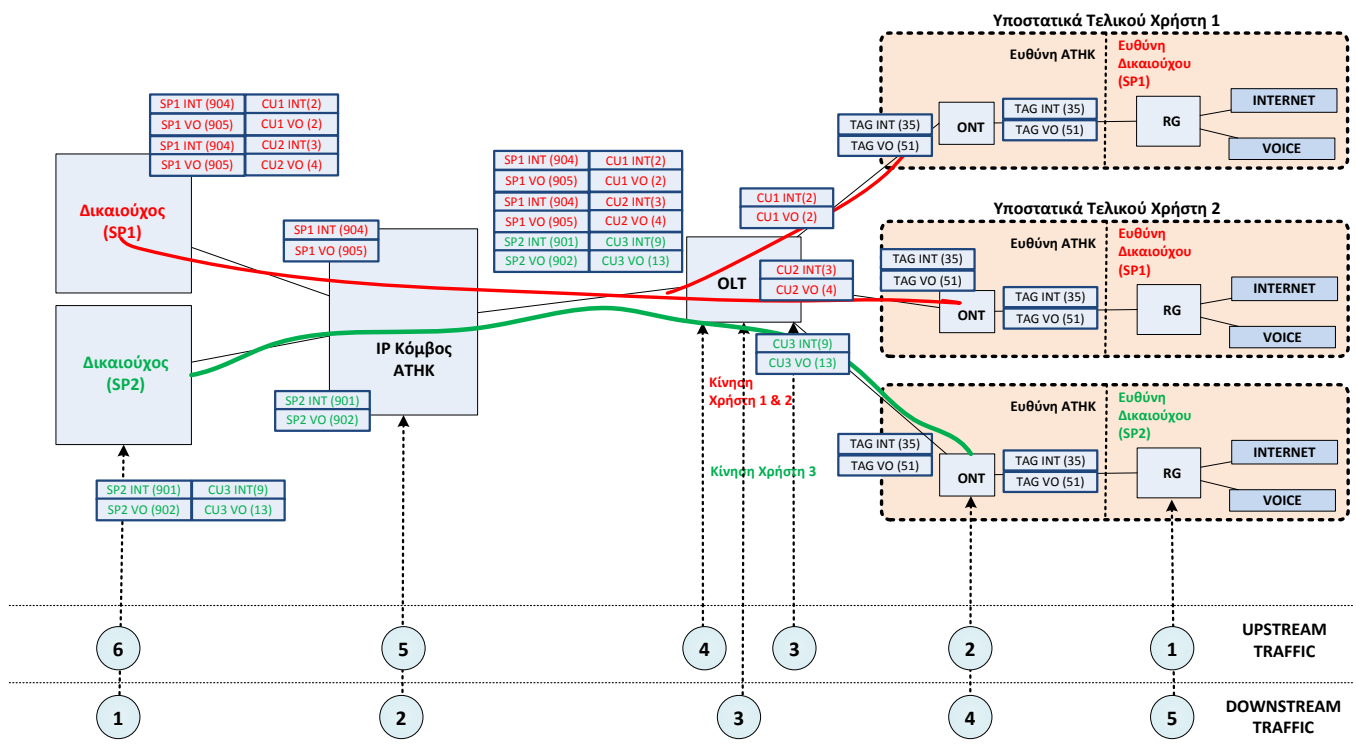 Υποστατικά Τελικού Χρήστη 1
Ευθύνη ΑΤΗΚ
Ευθύνη
Δικαιούχου
(SP1)
INTERNET
TAG INT (35)
TAG VO (51)
ONT
TAG INT (35)
TAG VO (51)
RG
VOICE
SP1 INT (904) CU1 INT(2)
SP1 VO (905) CU1 VO (2)
SP1 INT (904) CU2 INT(3)
SP1 VO (905) CU2 VO (4)
SP1 INT (904) CU1 INT(2)
SP1 VO (905) CU1 VO (2)
SP1 INT (904) CU2 INT(3)
SP1 VO (905) CU2 VO (4)
SP2 INT (901) CU3 INT(9)
SP2 VO (902) CU3 VO (13)
CU1 INT(2)
CU1 VO (2)
Δικαιούχος
(SP1)
SP1 INT (904)
SP1 VO (905)
Υποστατικά Τελικού Χρήστη 2
Ευθύνη ΑΤΗΚ
Ευθύνη
Δικαιούχου
(SP1)
TAG INT (35)
TAG VO (51)
ONT
TAG INT (35)
TAG VO (51)
RG
INTERNET
VOICE
OLT
CU2 INT(3)
CU2 VO (4)
CU3 INT(9)
CU3 VO (13)
Δικαιούχος
(SP2)
IP Κόμβος
ΑΤΗΚ
SP2 INT (901)
SP2 VO (902)
Κίνηση
Χρήστη 1 & 2
Κίνηση Χρήστη 3
Ευθύνη ΑΤΗΚ
Ευθύνη
Δικαιούχου
(SP2)
TAG INT (35)
TAG VO (51)
ONT
TAG INT (35)
TAG VO (51)
RG
INTERNET
VOICE
SP2 INT (901) CU3 INT(9)
SP2 VO (902) CU3 VO (13)
6 5 4 3 2 1
UPSTREAM
TRAFFIC
1 2 3 4 5
DOWNSTREAM
TRAFFIC